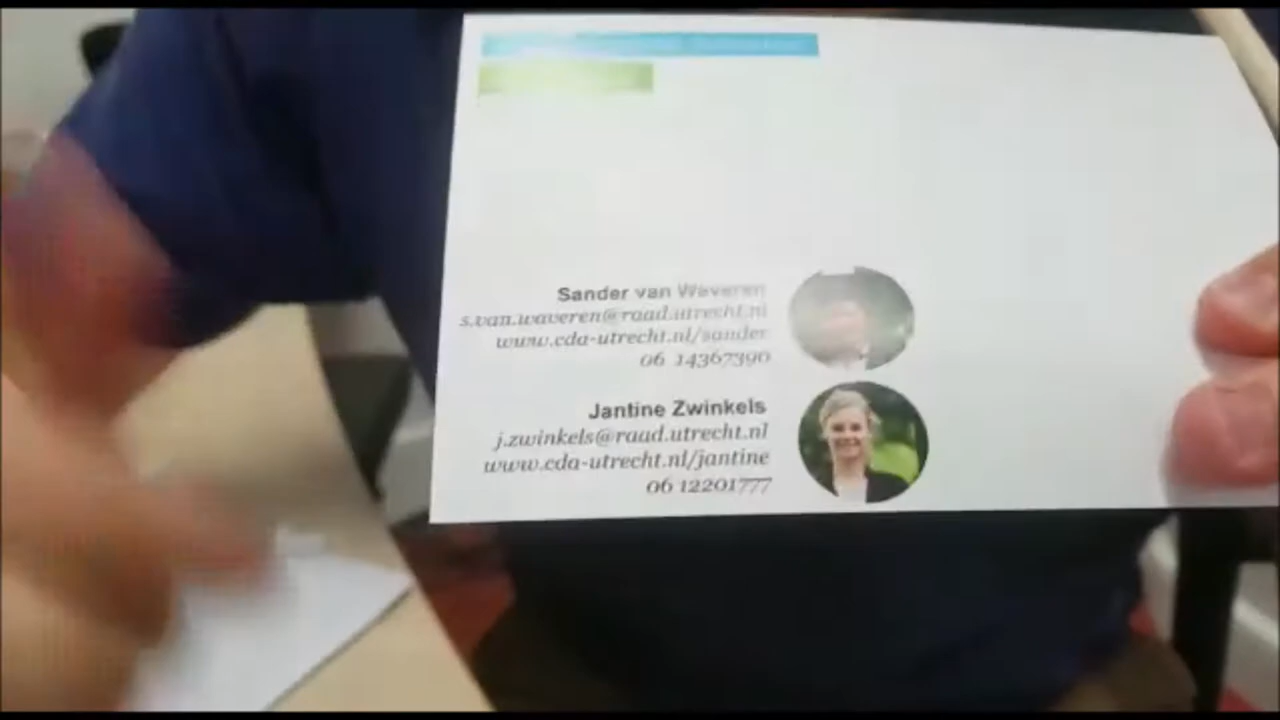 Sander van Waveren
s.van.waveren@raad.utrecht.nl
www.cda-utrecht.nl/sander
06 14367390
Jantine Zwinkels
j.zwinkels@raad.utrecht.nl
www.cda-utrecht.nl/jantine
06 12201777